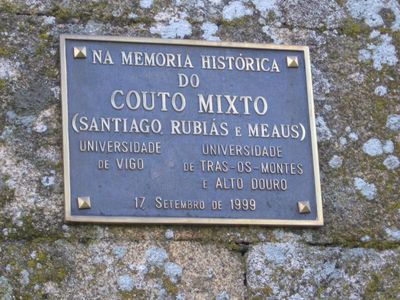 NA MEMORIA HISTÓRICA
DO
COUTO MIXTO
(SANTIAGO, RUBIÁS E MEAUS)
UNIVERSIDADE
DE VIGO
UNIVERSIDADE
DE TRAS-OS-MONTES
E ALTO DOURO
17 SETEMBRO DE 1999